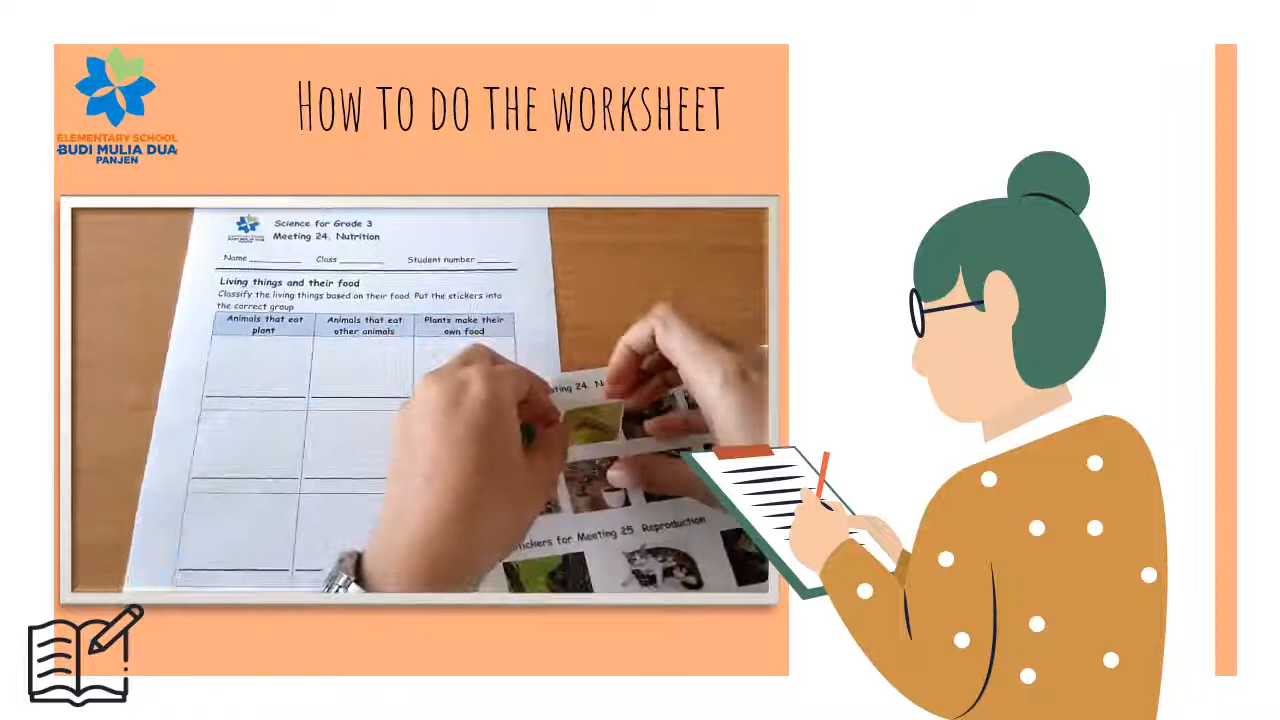 How to do the worksheet
ELEMENTARY SCHOOL
BUDI MULIA DUA
PANJEN
Science for Grade 3
Meeting 24. Nutrition
Name
Class
Student number
Living things and their food
Classify the living things based on their food. Put the stickers into
the correct group
Animals that eat
plant
Animals that eat
other animals
Plants make their
own food
24.
Stickers for Meeting 25 Reproduction